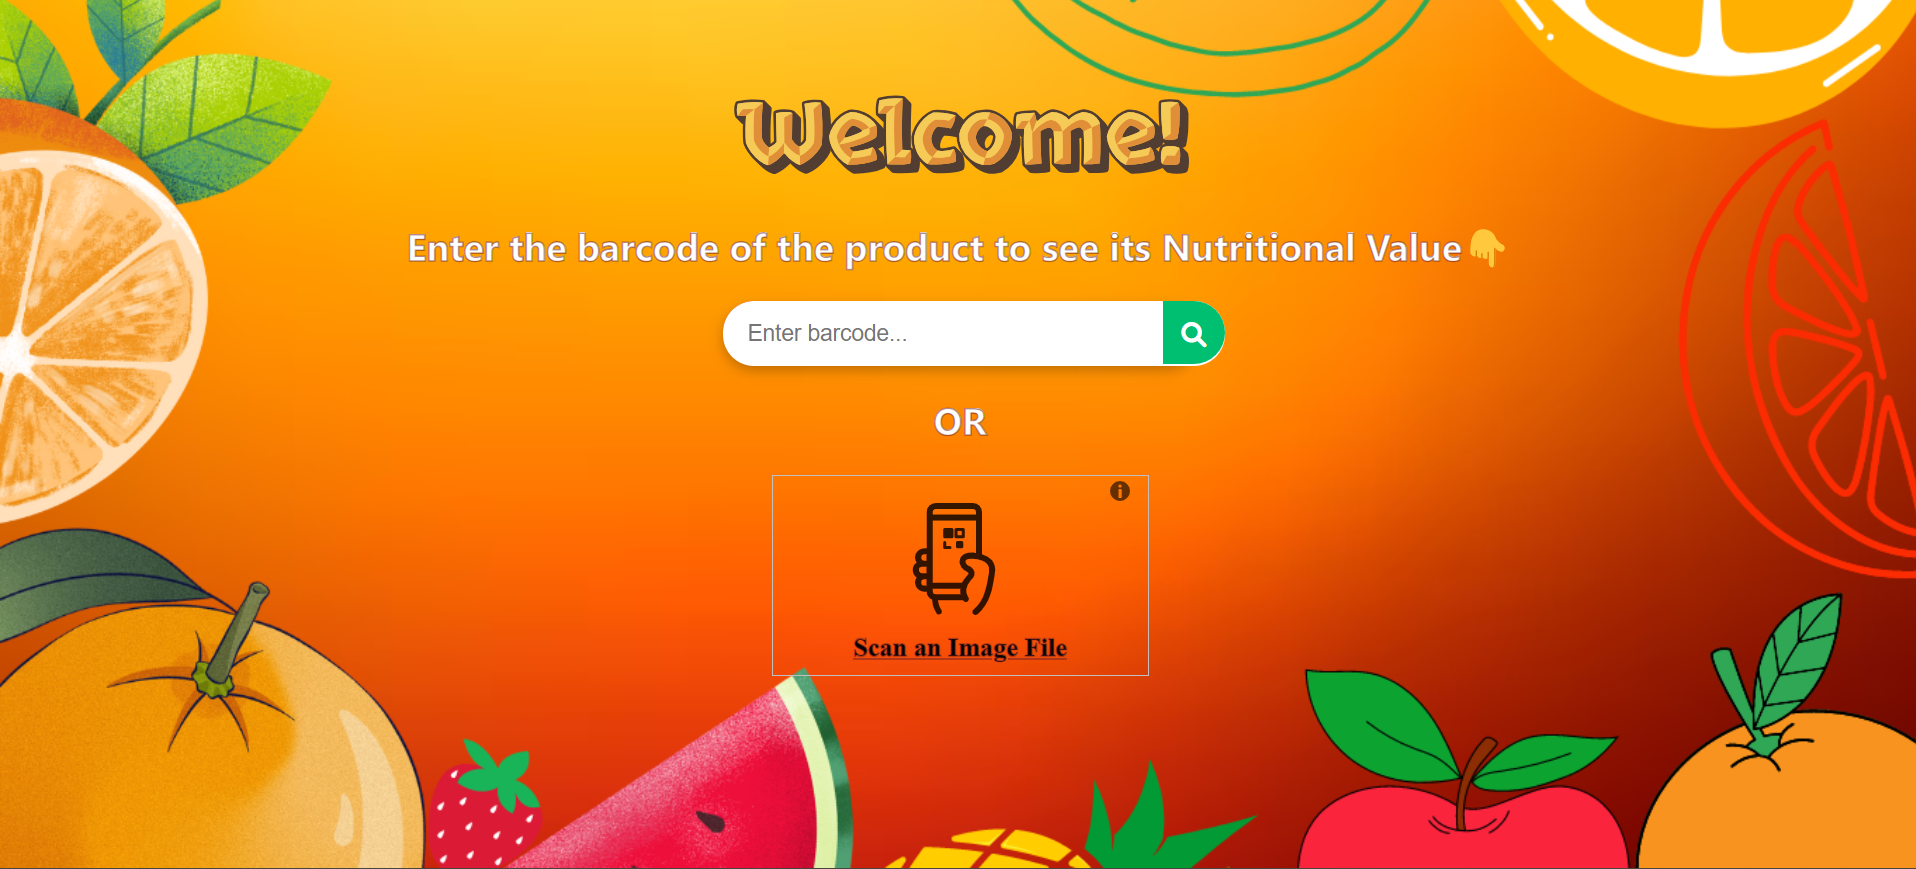 Welcome!
Enter the barcode of the product to see its Nutritional Value👇
Enter barcode...
OR
Scan an Image File